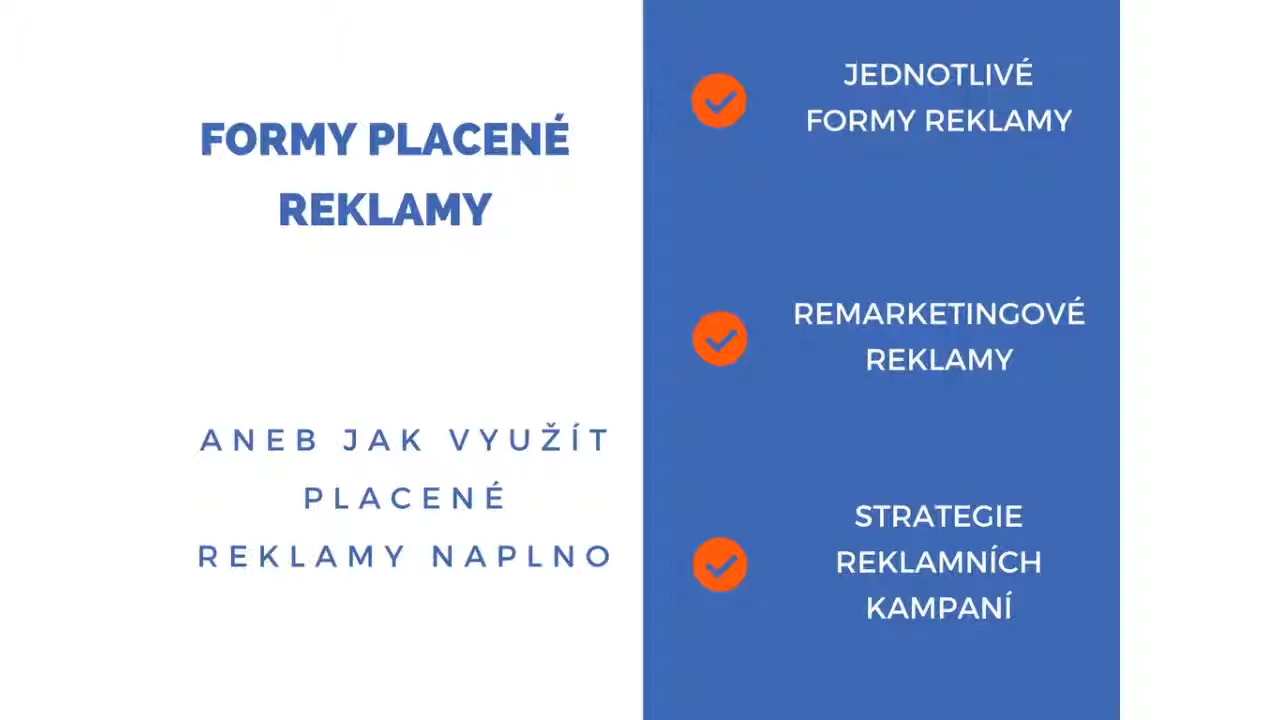 FORMY PLACENÉ
REKLAMY
ANEB JAK VYUŽÍT
PLACENÉ
REKLAMY NAPLNO
JEDNOTLIVÉ
FORMY REKLAMY
REMARKETINGOVÉ
REKLAMY
STRATEGIE
REKLAMNÍCH
KAMPANÍ